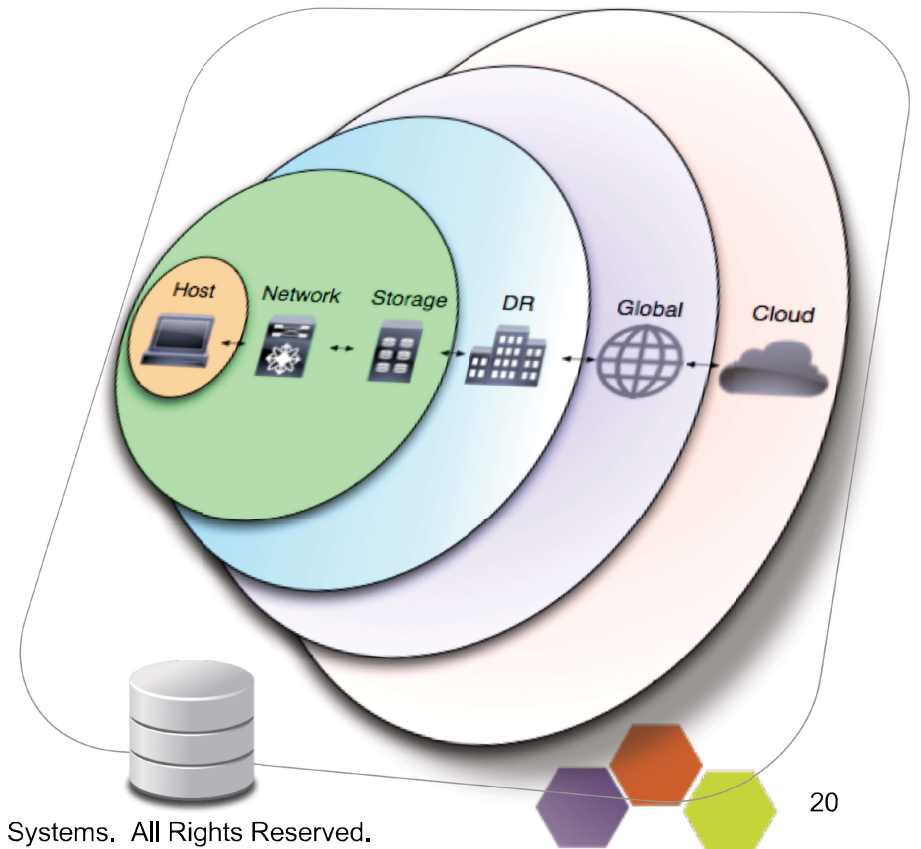 Host
Network
Storage
DR
Global
Cloud
20
Systems. All Rights Reserved.